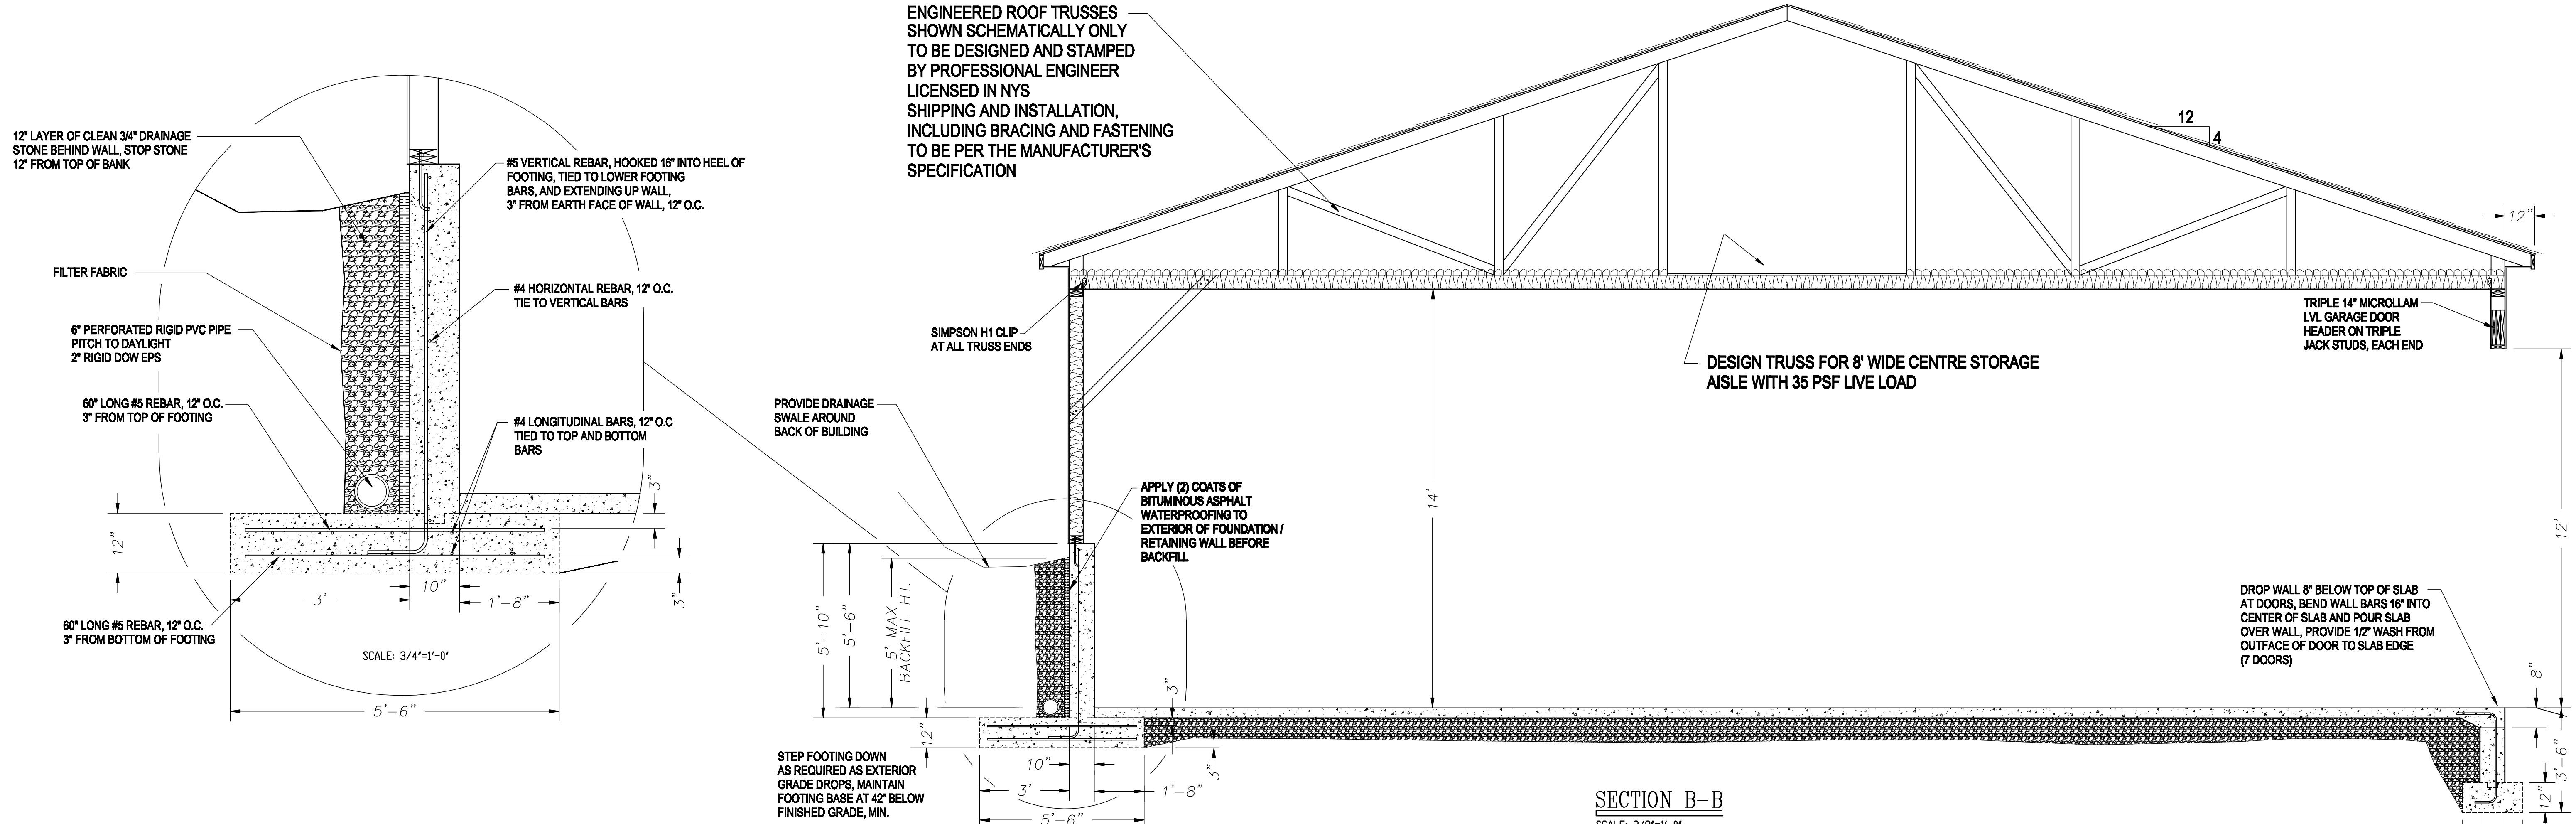 12" LAYER OF CLEAN 3/4" DRAINAGE
STONE BEHIND WALL, STOP STONE
12" FROM TOP OF BANK
FILTER FABRIC
6" PERFORATED RIGID PVC PIPE
PITCH TO DAYLIGHT
2" RIGID DOW EPS
60" LONG #5 REBAR, 12" O.C.
3" FROM TOP OF FOOTING
12"
60" LONG #5 REBAR, 12" O.C.
3" FROM BOTTOM OF FOOTING
#5 VERTICAL REBAR, HOOKED 16" INTO HEEL OF
FOOTING, TIED TO LOWER FOOTING
BARS, AND EXTENDING UP WALL,
3" FROM EARTH FACE OF WALL, 12" O.C.
#4 HORIZONTAL REBAR, 12" O.C.
TIE TO VERTICAL BARS
#4 LONGITUDINAL BARS, 12" O.C
TIED TO TOP AND BOTTOM
BARS
3"
3"
3'
10"
1'-8"
SCALE: 3/4"=1'-0"
5'-6"
ENGINEERED ROOF TRUSSES
SHOWN SCHEMATICALLY ONLY
TO BE DESIGNED AND STAMPED
BY PROFESSIONAL ENGINEER
LICENSED IN NYS
SHIPPING AND INSTALLATION,
INCLUDING BRACING AND FASTENING
TO BE PER THE MANUFACTURER'S
SPECIFICATION
12
4
12"
SIMPSON H1 CLIP
AT ALL TRUSS ENDS
TRIPLE 14" MICROLLAM
LVL GARAGE DOOR
HEADER ON TRIPLE
JACK STUDS, EACH END
DESIGN TRUSS FOR 8' WIDE CENTRE STORAGE
AISLE WITH 35 PSF LIVE LOAD
PROVIDE DRAINAGE
SWALE AROUND
BACK OF BUILDING
APPLY (2) COATS OF
BITUMINOUS ASPHALT
WATERPROOFING TO
EXTERIOR OF FOUNDATION /
RETAINING WALL BEFORE
BACKFILL
14'
12'
5'-10"
5'-6"
5' MAX
BACKFILL HT.
DROP WALL 8" BELOW TOP OF SLAB
AT DOORS, BEND WALL BARS 16" INTO
CENTER OF SLAB AND POUR SLAB
OVER WALL, PROVIDE 1/2" WASH FROM
OUTFACE OF DOOR TO SLAB EDGE
(7 DOORS)
8"
3'-6"
12"
STEP FOOTING DOWN
AS REQUIRED AS EXTERIOR
GRADE DROPS, MAINTAIN
FOOTING BASE AT 42" BELOW
FINISHED GRADE, MIN.
12"
3"
3"
10"
3'
1'-8"
5'-6"
SECTION B-B
SCALE: 3/8"=1'-0"